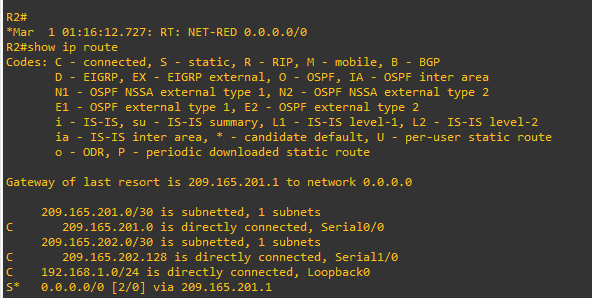 R2#
*Mar  1 01:16:12.727: RT: NET-RED 0.0.0.0/0
R2#show ip route
Codes: C - connected, S - static, R - RIP, M - mobile, B - BGP
       D - EIGRP, EX - EIGRP external, O - OSPF, IA - OSPF inter area
       N1 - OSPF NSSA external type 1, N2 - OSPF NSSA external type 2
       E1 - OSPF external type 1, E2 - OSPF external type 2
       i - IS-IS, su - IS-IS summary, L1 - IS-IS level-1, L2 - IS-IS level-2
       ia - IS-IS inter area, * - candidate default, U - per-user static route
       o - ODR, P - periodic downloaded static route
Gateway of last resort is 209.165.201.1 to network 0.0.0.0
     209.165.201.0/30 is subnetted, 1 subnets
C       209.165.201.0 is directly connected, Serial0/0
     209.165.202.0/30 is subnetted, 1 subnets
C       209.165.202.128 is directly connected, Serial1/0
C    192.168.1.0/24 is directly connected, Loopback0
S*   0.0.0.0/0 [2/0] via 209.165.201.1